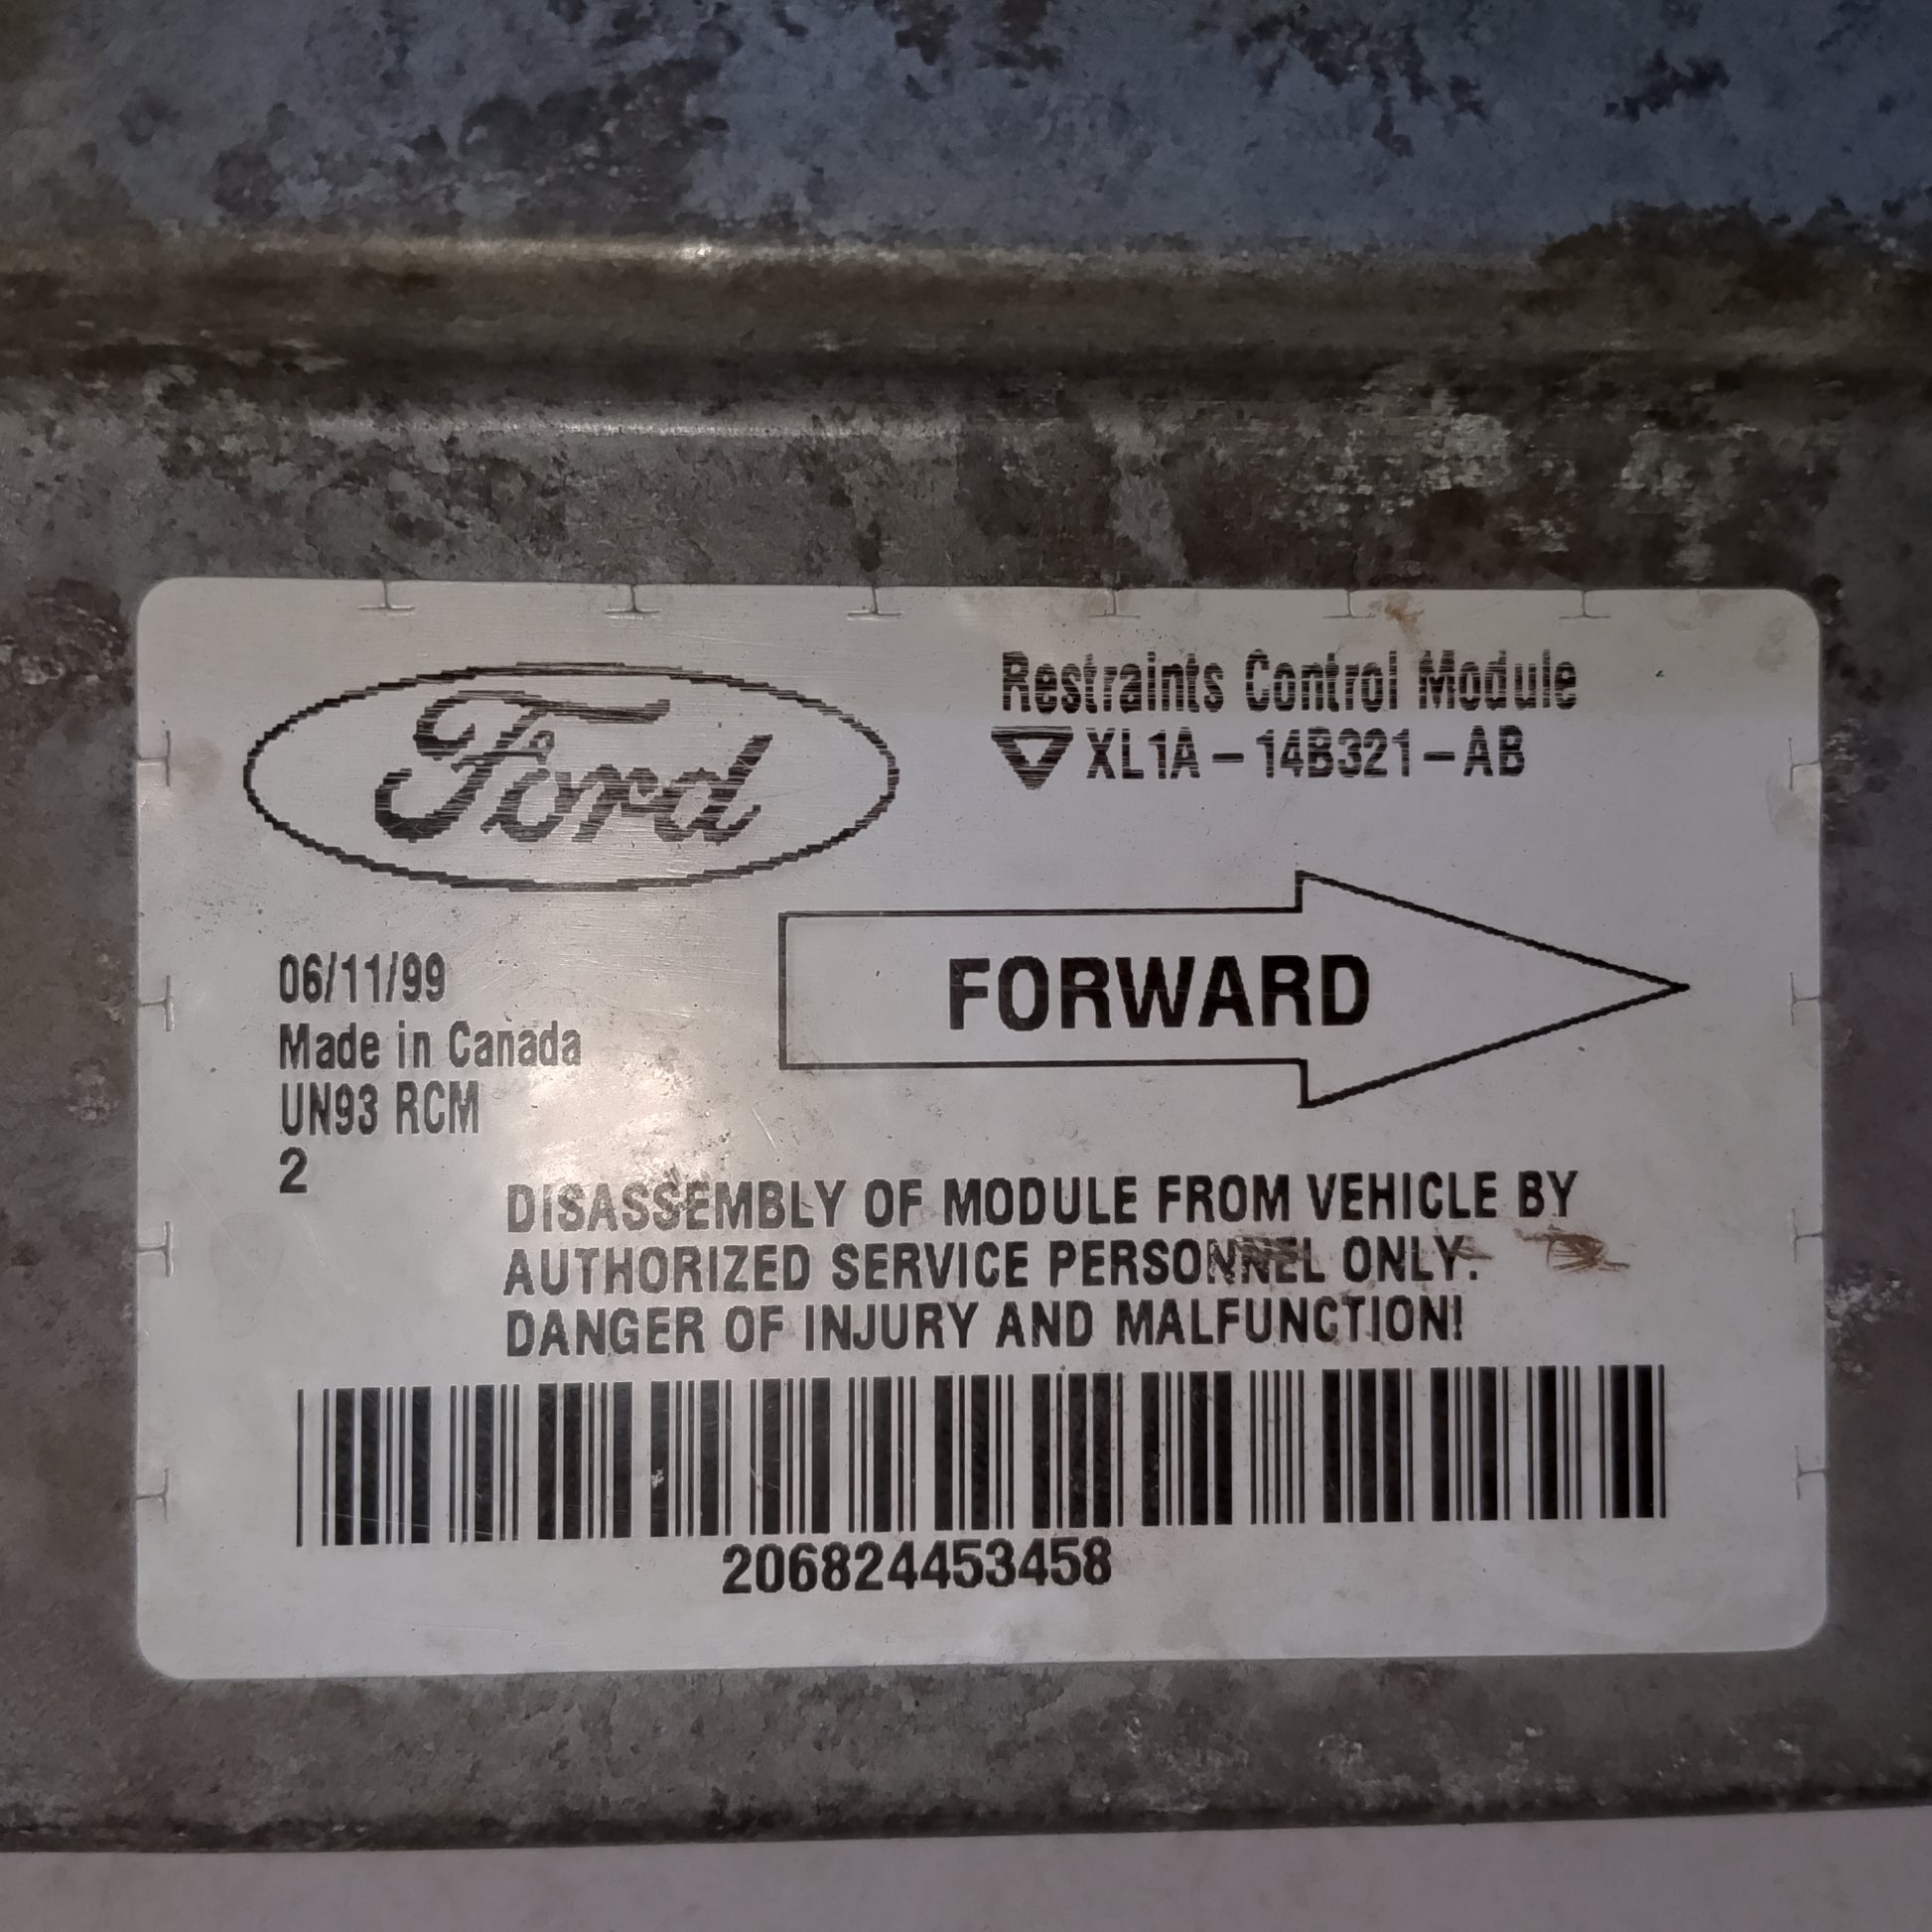 Ford
Restraints Control Module
XL1A-14B321-AB
FORWARD
06/11/99
Made in Canada
UN93 RCM
2
DISASSEMBLY OF MODULE FROM VEHICLE BY
AUTHORIZED SERVICE PERSONNEL ONLY.
DANGER OF INJURY AND MALFUNCTION!
206824453458